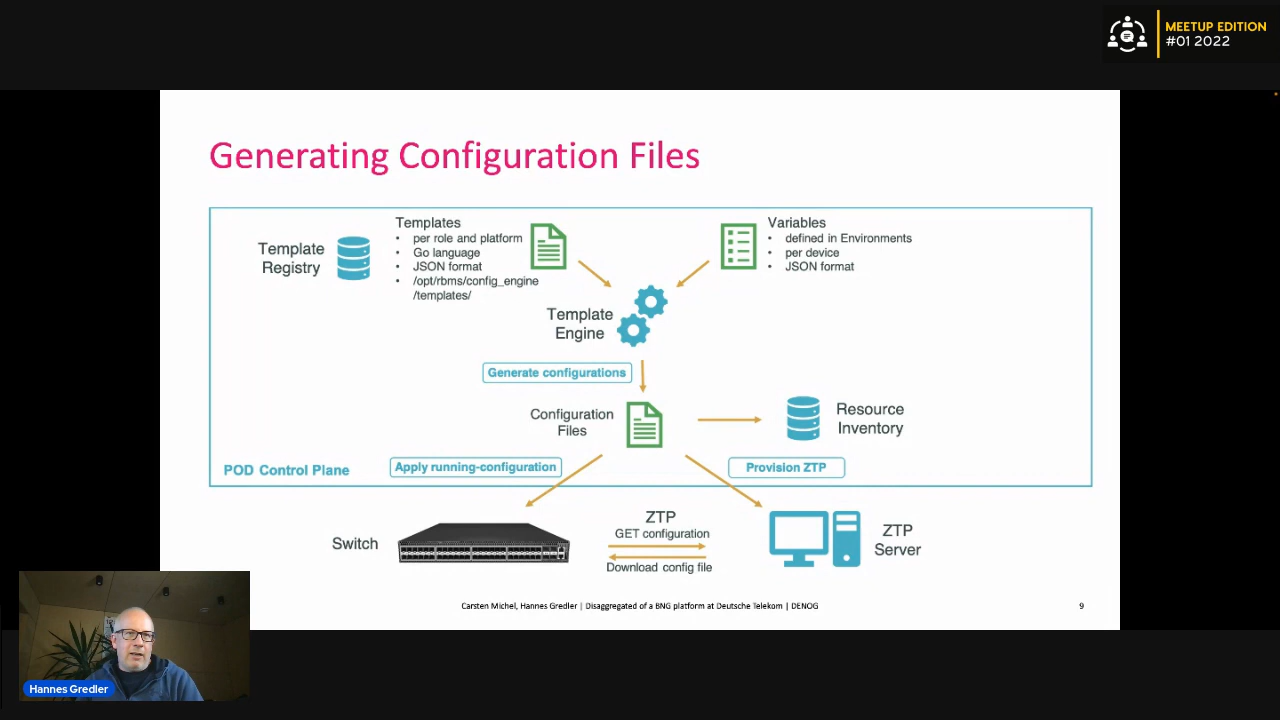 MEETUP EDITION
#01 2022
Generating Configuration Files
Template
Registry
Templates
• per role and platform
• Go language
• JSON format
• /opt/rbms/config_engine
/templates/
Variables
• defined in Environments
• per device
• JSON format
Template
Engine
Generate configurations
Configuration
Files
Resource
Inventory
POD Control Plane
Apply running-configuration
Provision ZTP
Switch
ZTP
GET configuration
Download config file
ZTP
Server
Carsten Michel, Hannes Gredler | Disaggregated of a BNG platform at Deutsche Telekom | DENOG
9
Hannes Gredler